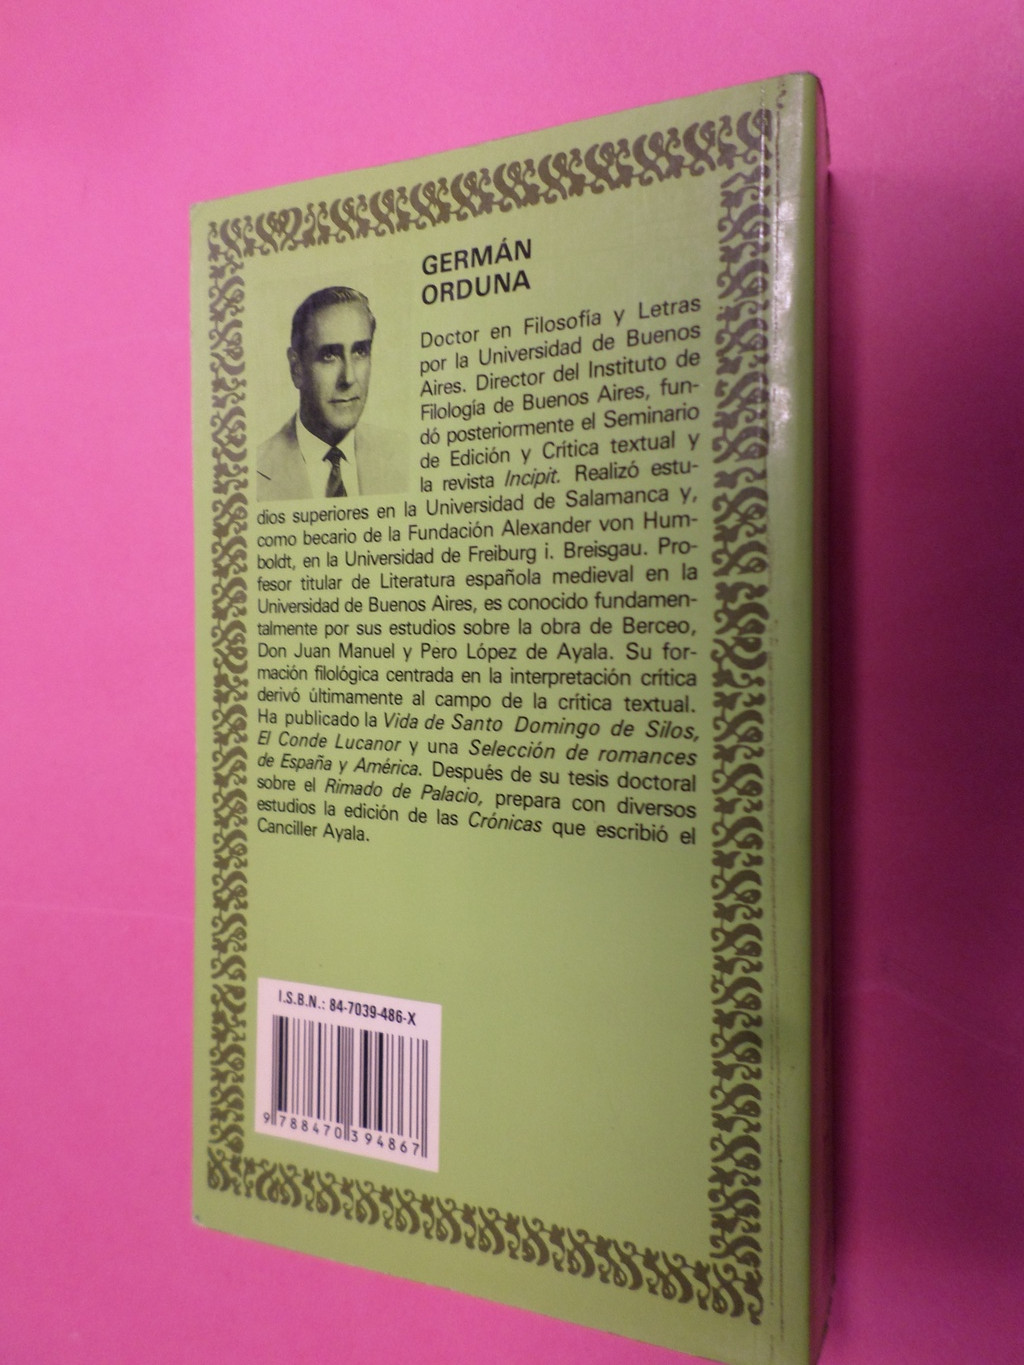 GERMÁN
ORDUNA
Doctor en Filosofía y Letras
por la Universidad de Buenos
Aires. Director del Instituto de
Filología de Buenos Aires, fun-
dó posteriormente el Seminario
de Edición y Crítica textual y
la revista Incipit. Realizó estu-
dios superiores en la Universidad de Salamanca y,
como becario de la Fundación Alexander von Hum-
boldt, en la Universidad de Freiburg i. Breisgau. Pro-
fesor titular de Literatura española medieval en la
Universidad de Buenos Aires, es conocido fundamen-
talmente por sus estudios sobre la obra de Berceo,
Don Juan Manuel y Pero López de Ayala. Su for-
mación filológica centrada en la interpretación crítica
derivó últimamente al campo de la crítica textual.
Ha publicado la Vida de Santo Domingo de Silos,
El Conde Lucanor y una Selección de romances
de España y América. Después de su tesis doctoral
sobre el Rimado de Palacio, prepara con diversos
estudios la edición de las Crónicas que escribió el
Canciller Ayala.
I.S.B.N.: 84-7039-486-X
9 788470 394867